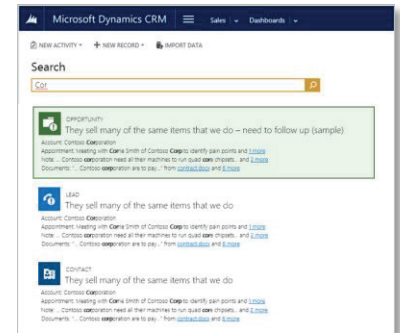 Microsoft Dynamics CRM Sales Dashboards
NEW ACTIVITY NEW RECORD IMPORT DATA
Search
Cor
OPPORTUNITY
They sell many of the same items that we do – need to follow up (sample)
Account: Contoso Corporation
Appointment: Meeting with Corrie Smith of Contoso Corp to identify pain points and 1 more
Note: ... Contoso corporation need all their machines to run quad core chipsets... and 2 more
Documents: "... Contoso corporation are to pay..." from contract.docx and 6 more
LEAD
They sell many of the same items that we do
Account: Contoso Corporation
Appointment: Meeting with Corrie Smith of Contoso Corp to identify pain points and 1 more
Note: ... Contoso corporation need all their machines to run quad core chipsets... and 2 more
Documents: "... Contoso corporation are to pay..." from contract.docx and 6 more
CONTACT
They sell many of the same items that we do
Account: Contoso Corporation
Appointment: Meeting with Corrie Smith of Contoso Corp to identify pain points and 1 more
Note: ... Contoso corporation need all their machines to run quad core chipsets... and 2 more
Documents: "... Contoso corporation are to pay..." from contract.docx and 6 more